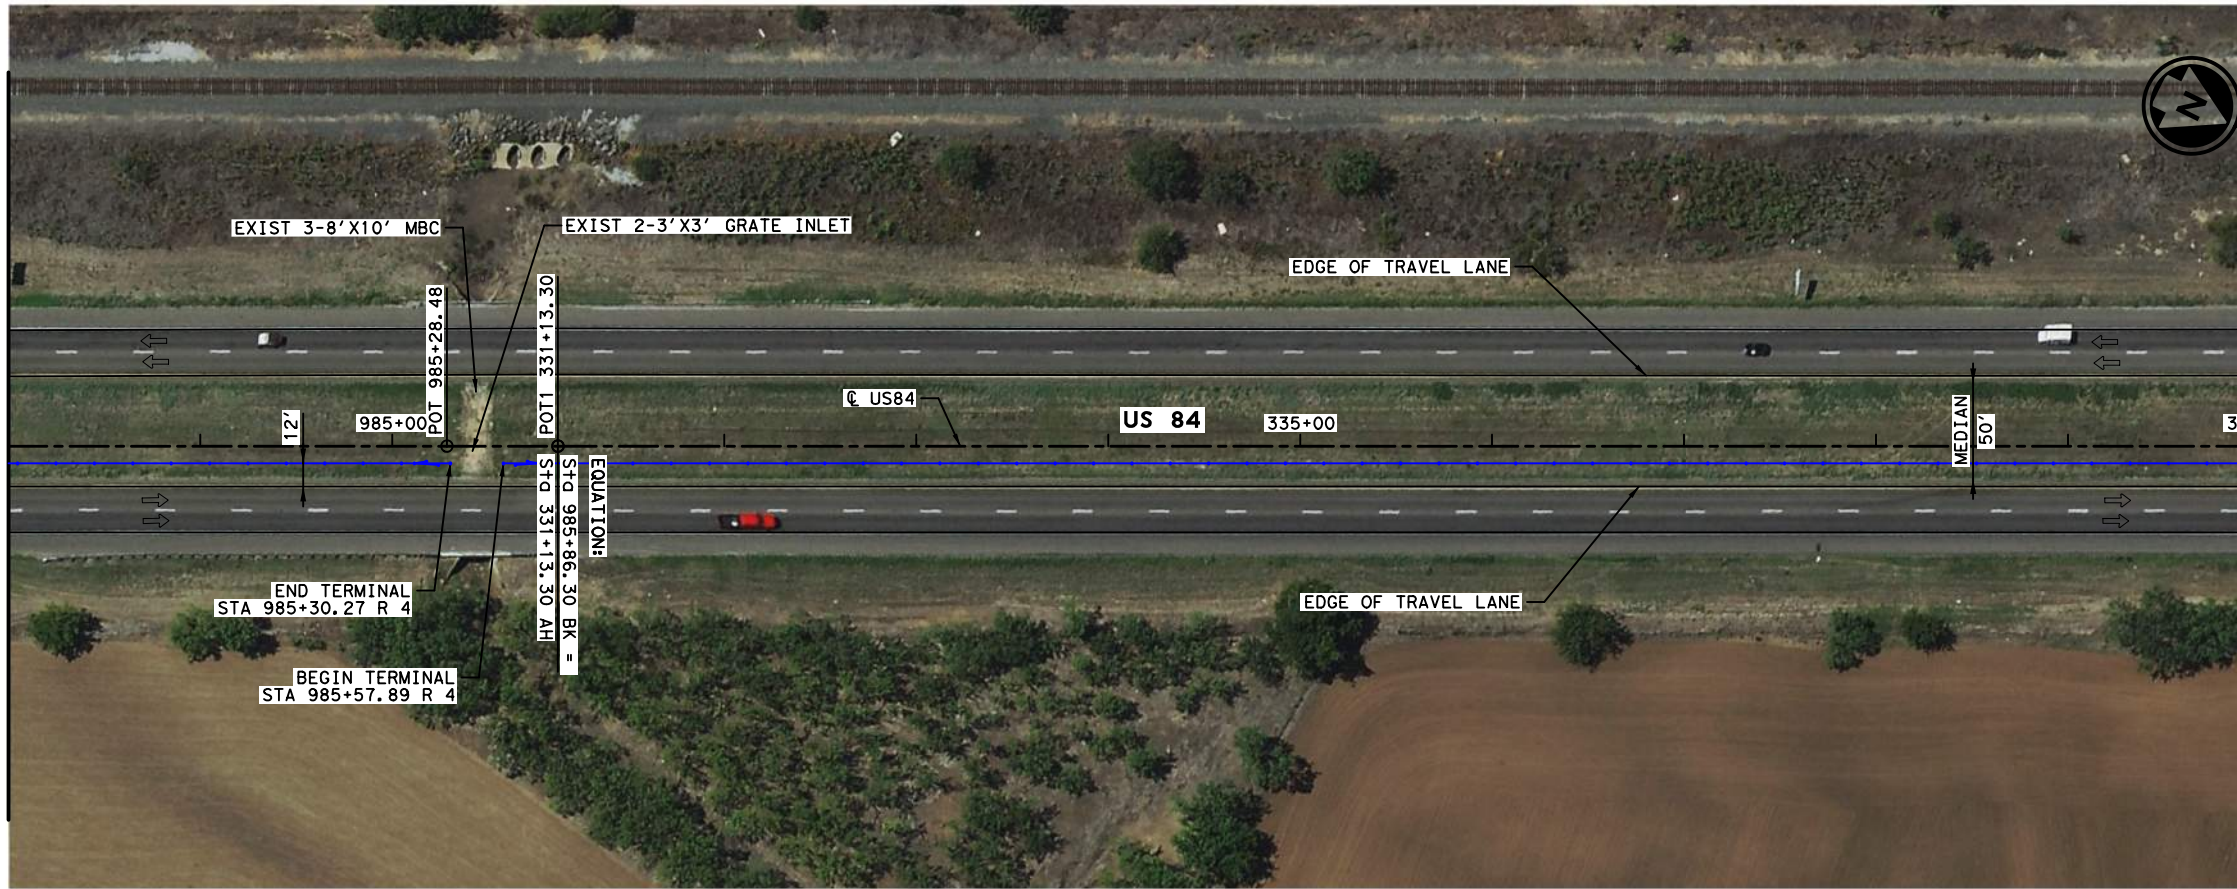 N
EXIST 3-8'X10' MBC
EXIST 2-3'X3' GRATE INLET
EDGE OF TRAVEL LANE
POT 985+28.48
POT1 331+13.30
12'
985+00
℄ US84
US 84
335+00
MEDIAN
50'
3
EQUATION:
Sta 985+86.30 BK =
Sta 331+13.30 AH
END TERMINAL
STA 985+30.27 R 4
BEGIN TERMINAL
STA 985+57.89 R 4
EDGE OF TRAVEL LANE